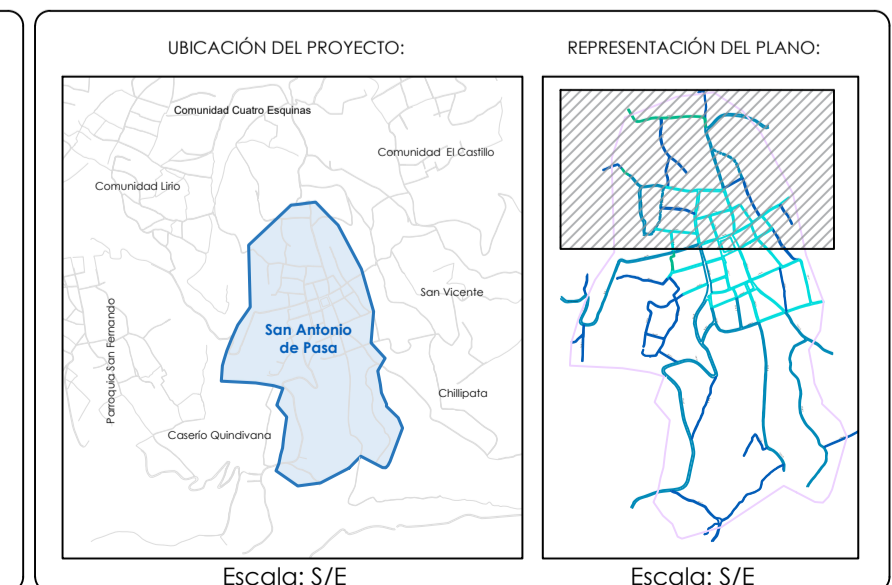 UBICACIÓN DEL PROYECTO:
REPRESENTACIÓN DEL PLANO:
Comunidad Cuatro Esquinas
Comunidad El Castillo
Comunidad Lirio
San Vicente
Parroquia San Fernando
San Antonio
de Pasa
Chillipata
Caserío Quindivana
Escala: S/E
Escala: S/E